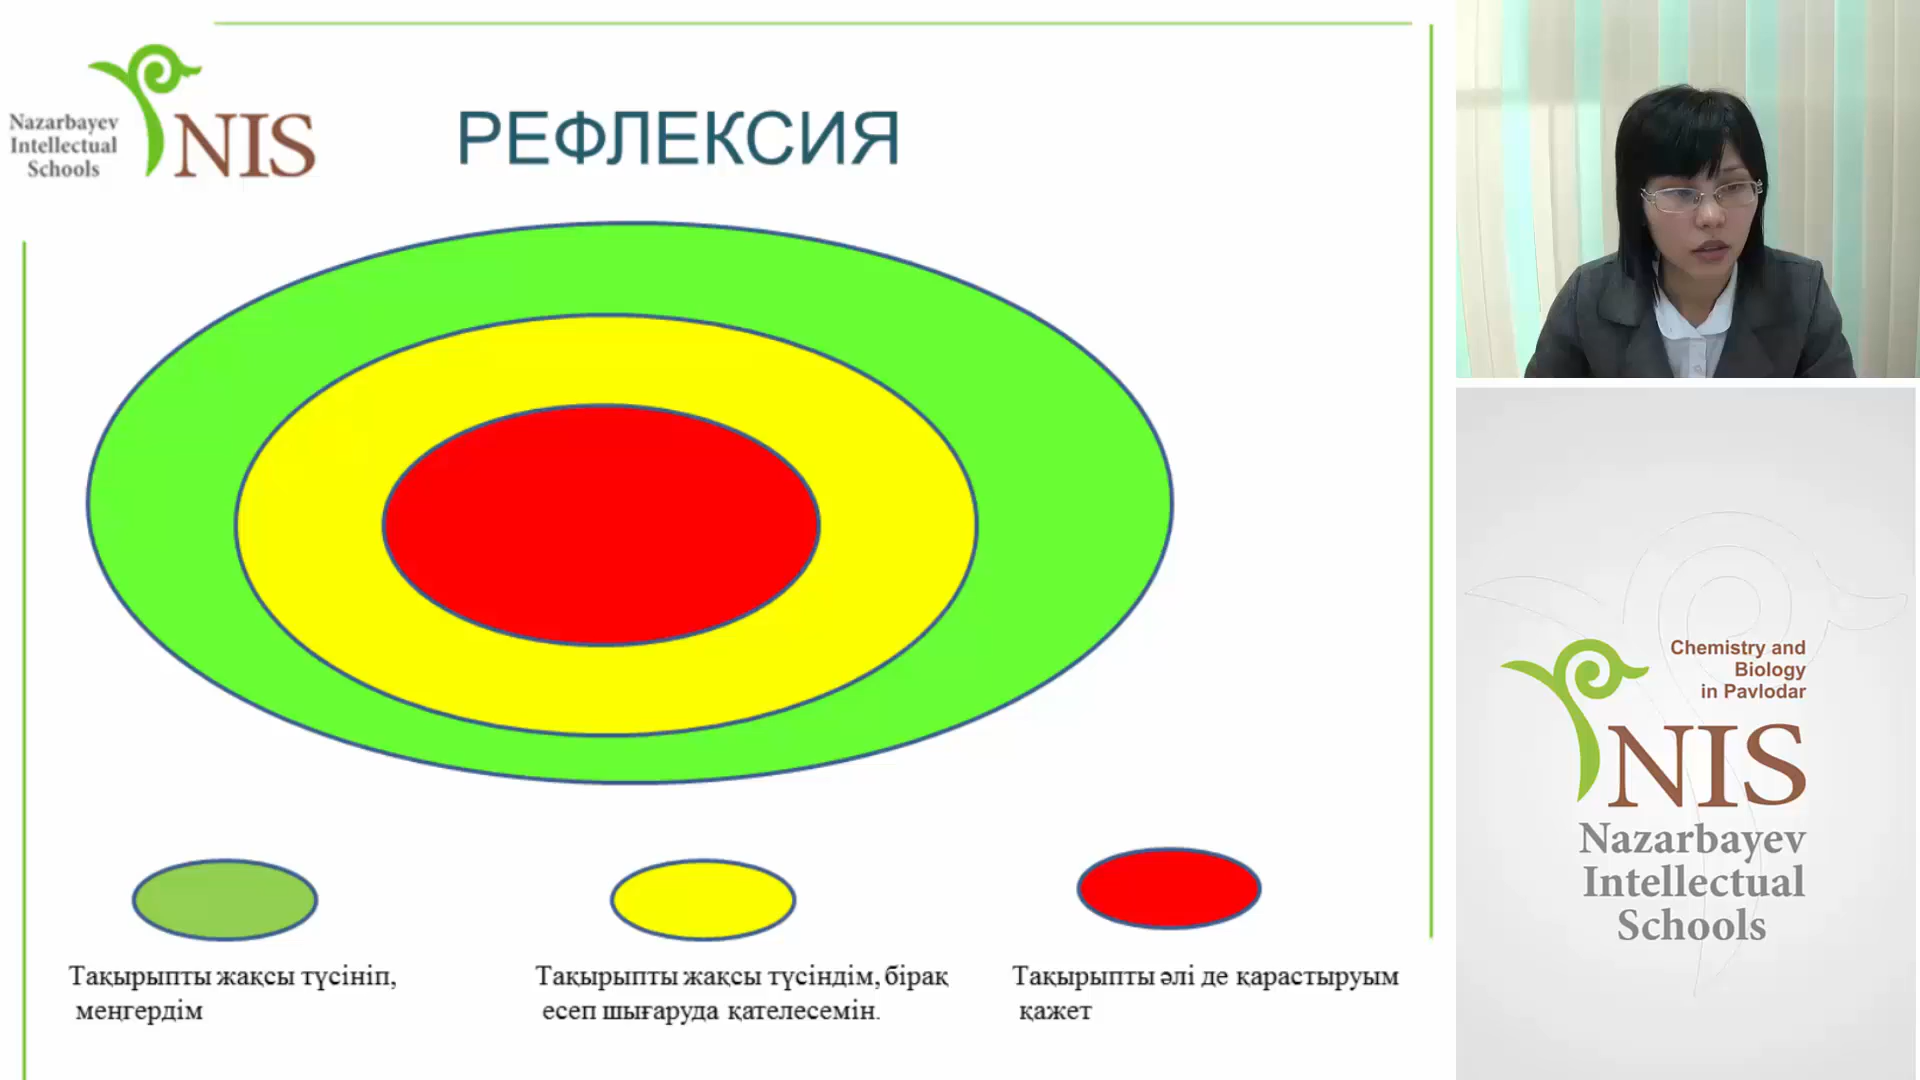 Nazarbayev
Intellectual
Schools
NIS
РЕФЛЕКСИЯ
Тақырыпты жақсы түсініп,
меңгердім
Тақырыпты жақсы түсіндім, бірақ
есеп шығаруда қателесемін.
Тақырыпты әлі де қарастыруым
қажет
Chemistry and
Biology
in Pavlodar
NIS
Nazarbayev
Intellectual
Schools